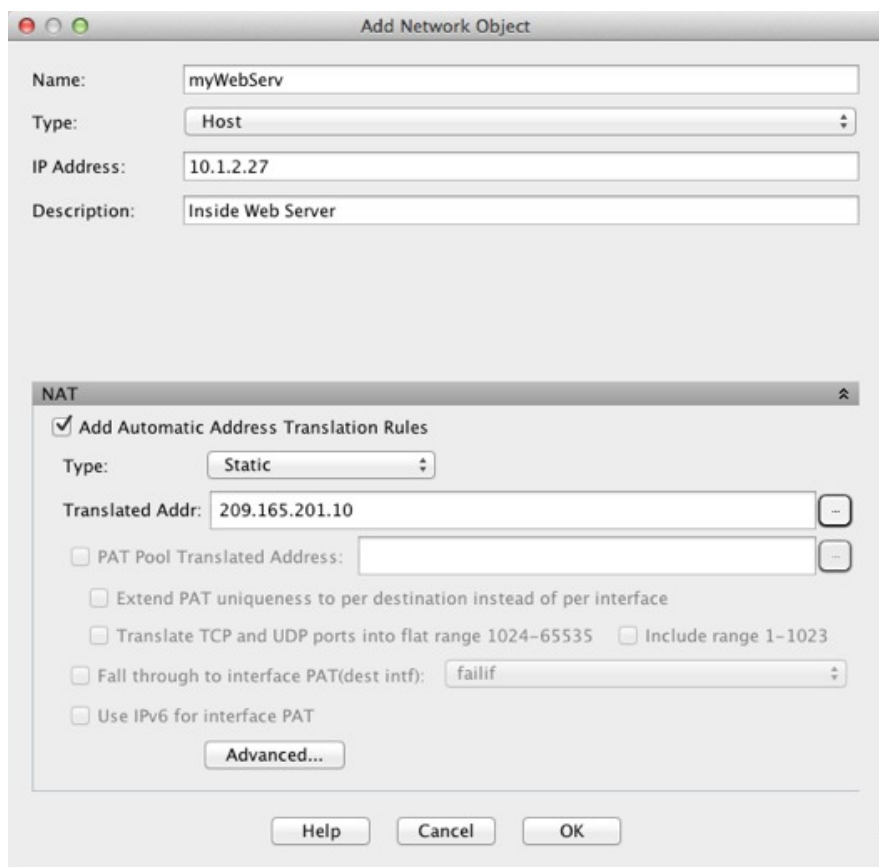 Add Network Object
Name: myWebServ
Type: Host
IP Address: 10.1.2.27
Description: Inside Web Server
NAT
Add Automatic Address Translation Rules
Type: Static
Translated Addr: 209.165.201.10 ...
PAT Pool Translated Address: ...
Extend PAT uniqueness to per destination instead of per interface
Translate TCP and UDP ports into flat range 1024-65535 Include range 1-1023
Fall through to interface PAT(dest intf): failif
Use IPv6 for interface PAT
Advanced...
Help Cancel OK